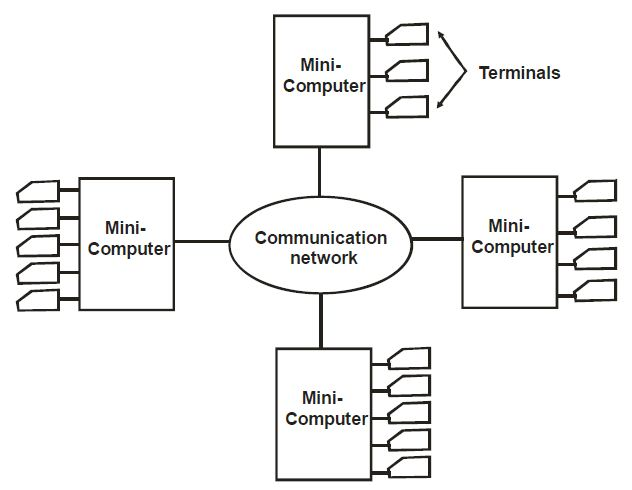 Mini-
Computer
Terminals
Mini-
Computer
Communication
network
Mini-
Computer
Mini-
Computer